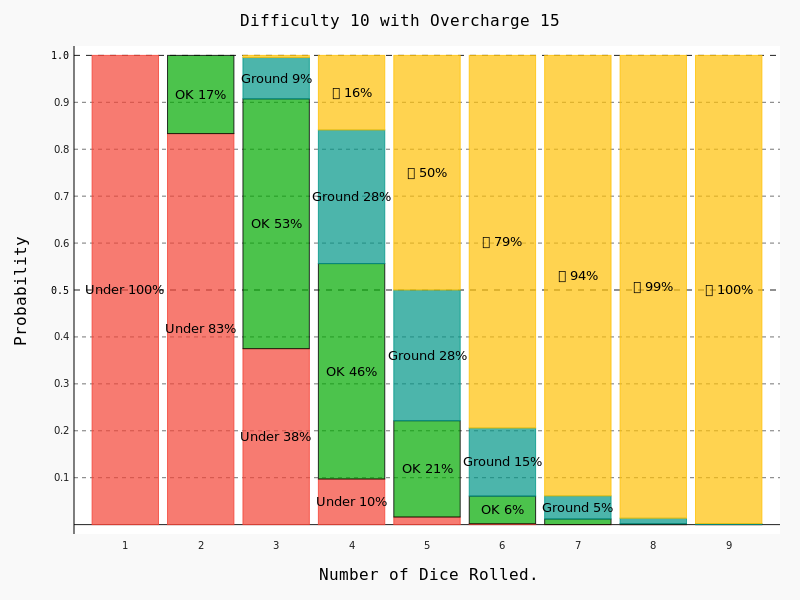 Difficulty 10 with Overcharge 15
Probability
1.0
0.9
0.8
0.7
0.6
0.5
0.4
0.3
0.2
0.1
Under 100%
OK 17%
Under 83%
Ground 9%
OK 53%
Under 38%
▯ 16%
Ground 28%
OK 46%
Under 10%
▯ 50%
Ground 28%
OK 21%
▯ 79%
Ground 15%
OK 6%
▯ 94%
Ground 5%
▯ 99%
▯ 100%
1 2 3 4 5 6 7 8 9
Number of Dice Rolled.